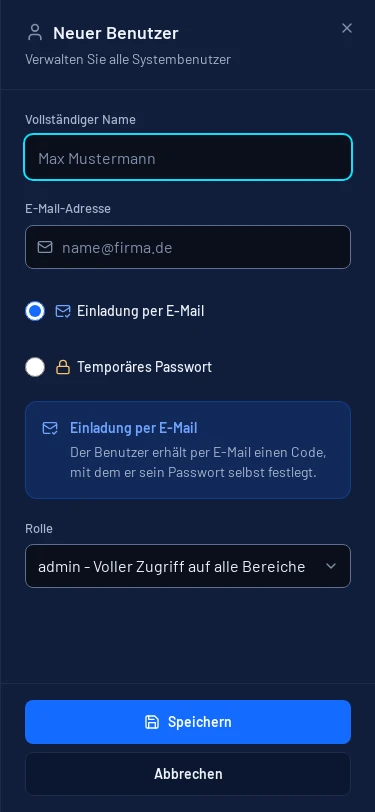 Neuer Benutzer
Verwalten Sie alle Systembenutzer
Vollständiger Name
Max Mustermann
E-Mail-Adresse
name@firma.de
Einladung per E-Mail
Temporäres Passwort
Einladung per E-Mail
Der Benutzer erhält per E-Mail einen Code,
mit dem er sein Passwort selbst festlegt.
Rolle
admin - Voller Zugriff auf alle Bereiche
Speichern
Abbrechen